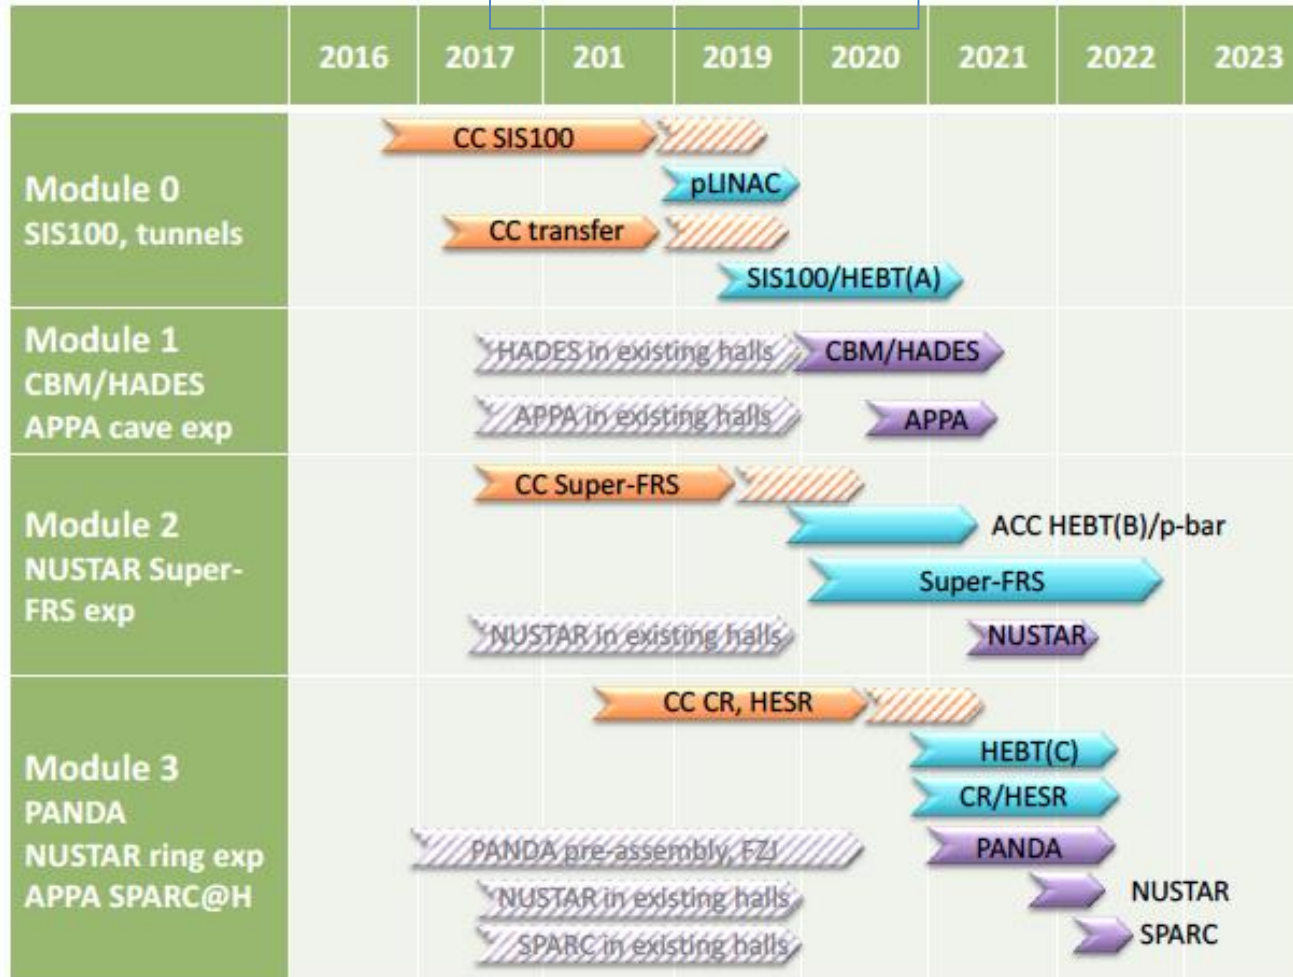 2016 2017 201 2019 2020 2021 2022 2023
Module 0
SIS100, tunnels
CC SIS100
pLINAC
CC transfer
SIS100/HEBT(A)
Module 1
CBM/HADES
APPA cave exp
HADES in existing halls
CBM/HADES
APPA in existing halls
APPA
Module 2
NUSTAR Super-
FRS exp
CC Super-FRS
ACC HEBT(B)/p-bar
Super-FRS
NUSTAR in existing halls
NUSTAR
Module 3
PANDA
NUSTAR ring exp
APPA SPARC@H
CC CR, HESR
HEBT(C)
CR/HESR
PANDA pre-assembly, FZJ
PANDA
NUSTAR in existing halls
NUSTAR
SPARC in existing halls
SPARC